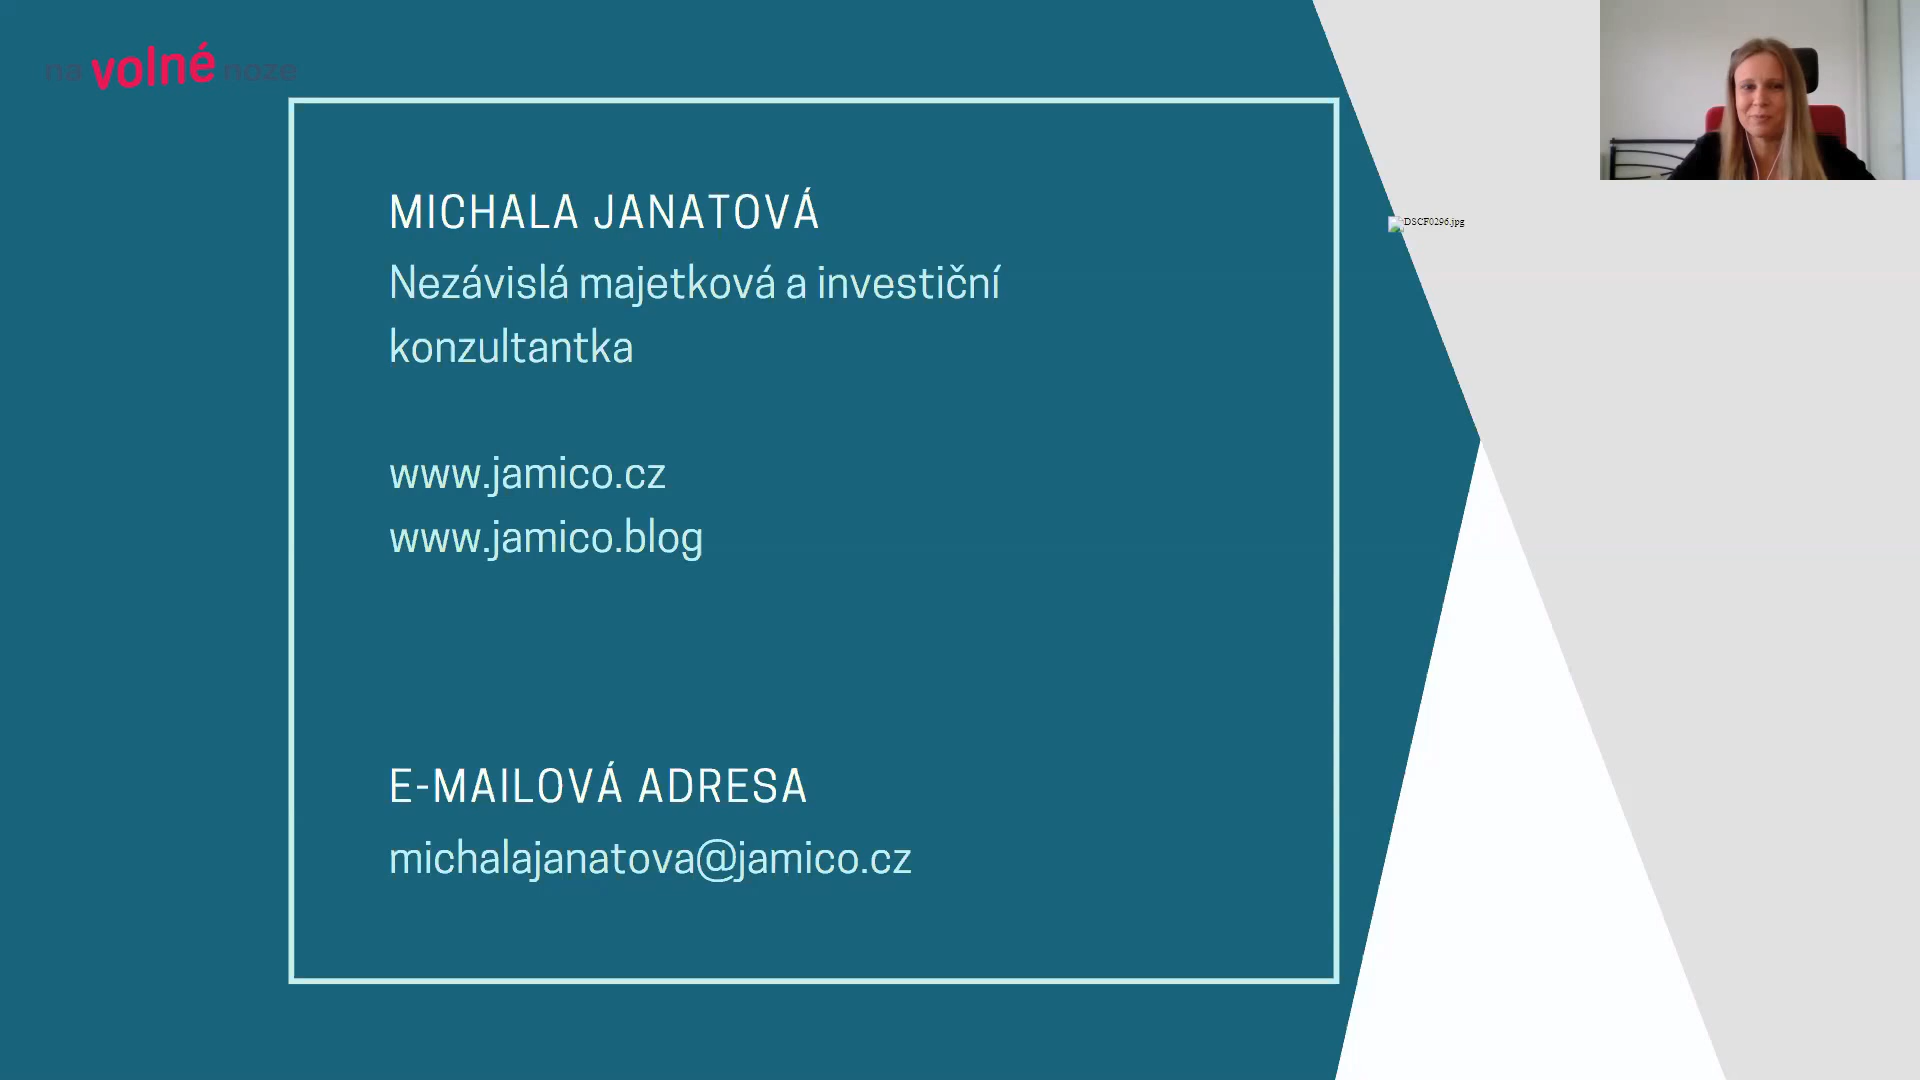 na volné noze
MICHALA JANATOVÁ
Nezávislá majetková a investiční
konzultantka
www.jamico.cz
www.jamico.blog
E-MAILOVÁ ADRESA
michalajanatova@jamico.cz
DSCF0296.jpg